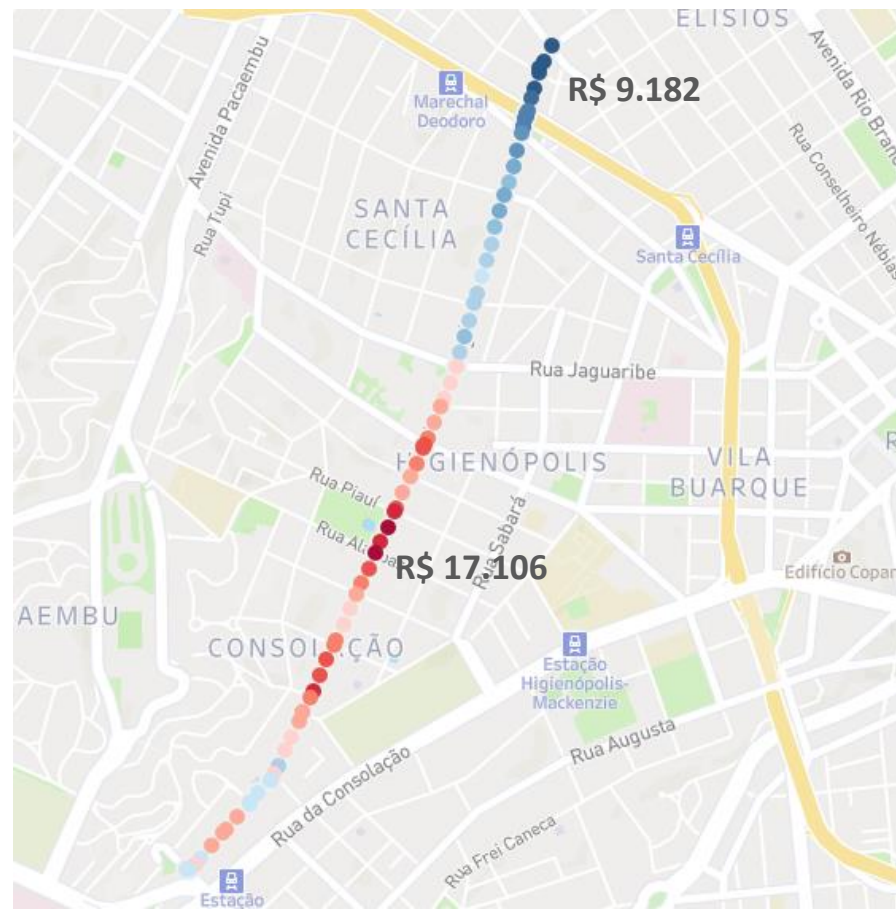 ELÍSIOS
Avenida Pacaembu
Avenida Rio Bran
R$ 9.182
Marechal
Deodoro
Rua Conselheiro Nébias
Rua Tupi
SANTA
CECÍLIA
Santa Cecília
Rua Jaguaribe
HIGIENÓPOLIS
VILA
BUARQUE
R
Rua Piauí
Rua Sabará
Edifício Copan
R$ 17.106
AEMBU
CONSOLAÇÃO
Estação
Higienópolis-
Mackenzie
Rua Augusta
Rua da Consolação
Rua Frei Caneca
Estação